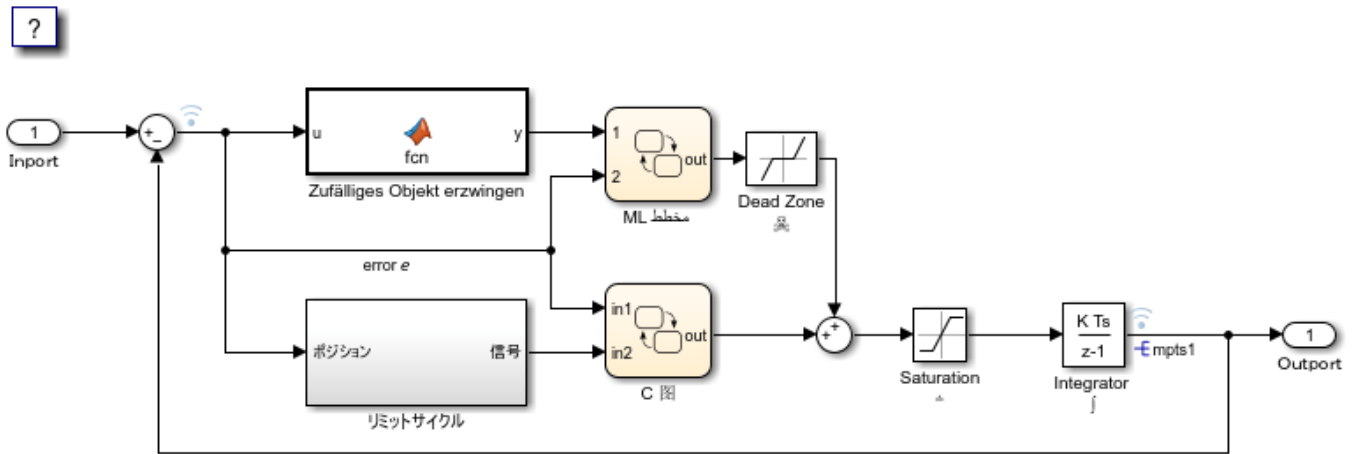 ?
1
Inport
+
−
u
fcn
y
Zufälliges Objekt erzwingen
1
2
out
ML مخطط
Dead Zone
error e
ポジション
信号
リミットサイクル
in1
in2
out
C 图
+
+
Saturation
K Ts
z-1
mpts1
Integrator
∫
1
Outport